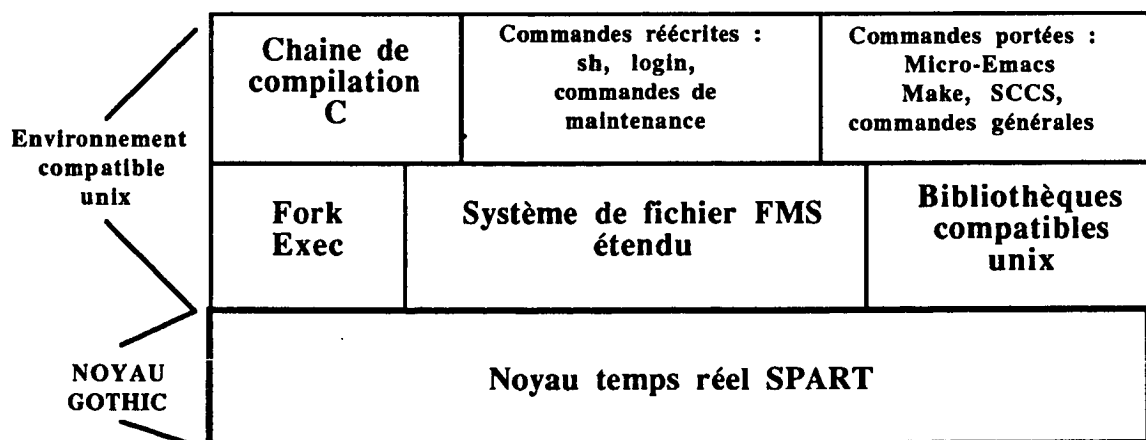 Chaine de
compilation
C
Commandes réécrites :
sh, login,
commandes de
maintenance
Commandes portées :
Micro-Emacs
Make, SCCS,
commandes générales
Environnement
compatible
unix
Fork
Exec
Système de fichier FMS
étendu
Bibliothèques
compatibles
unix
NOYAU
GOTHIC
Noyau temps réel SPART